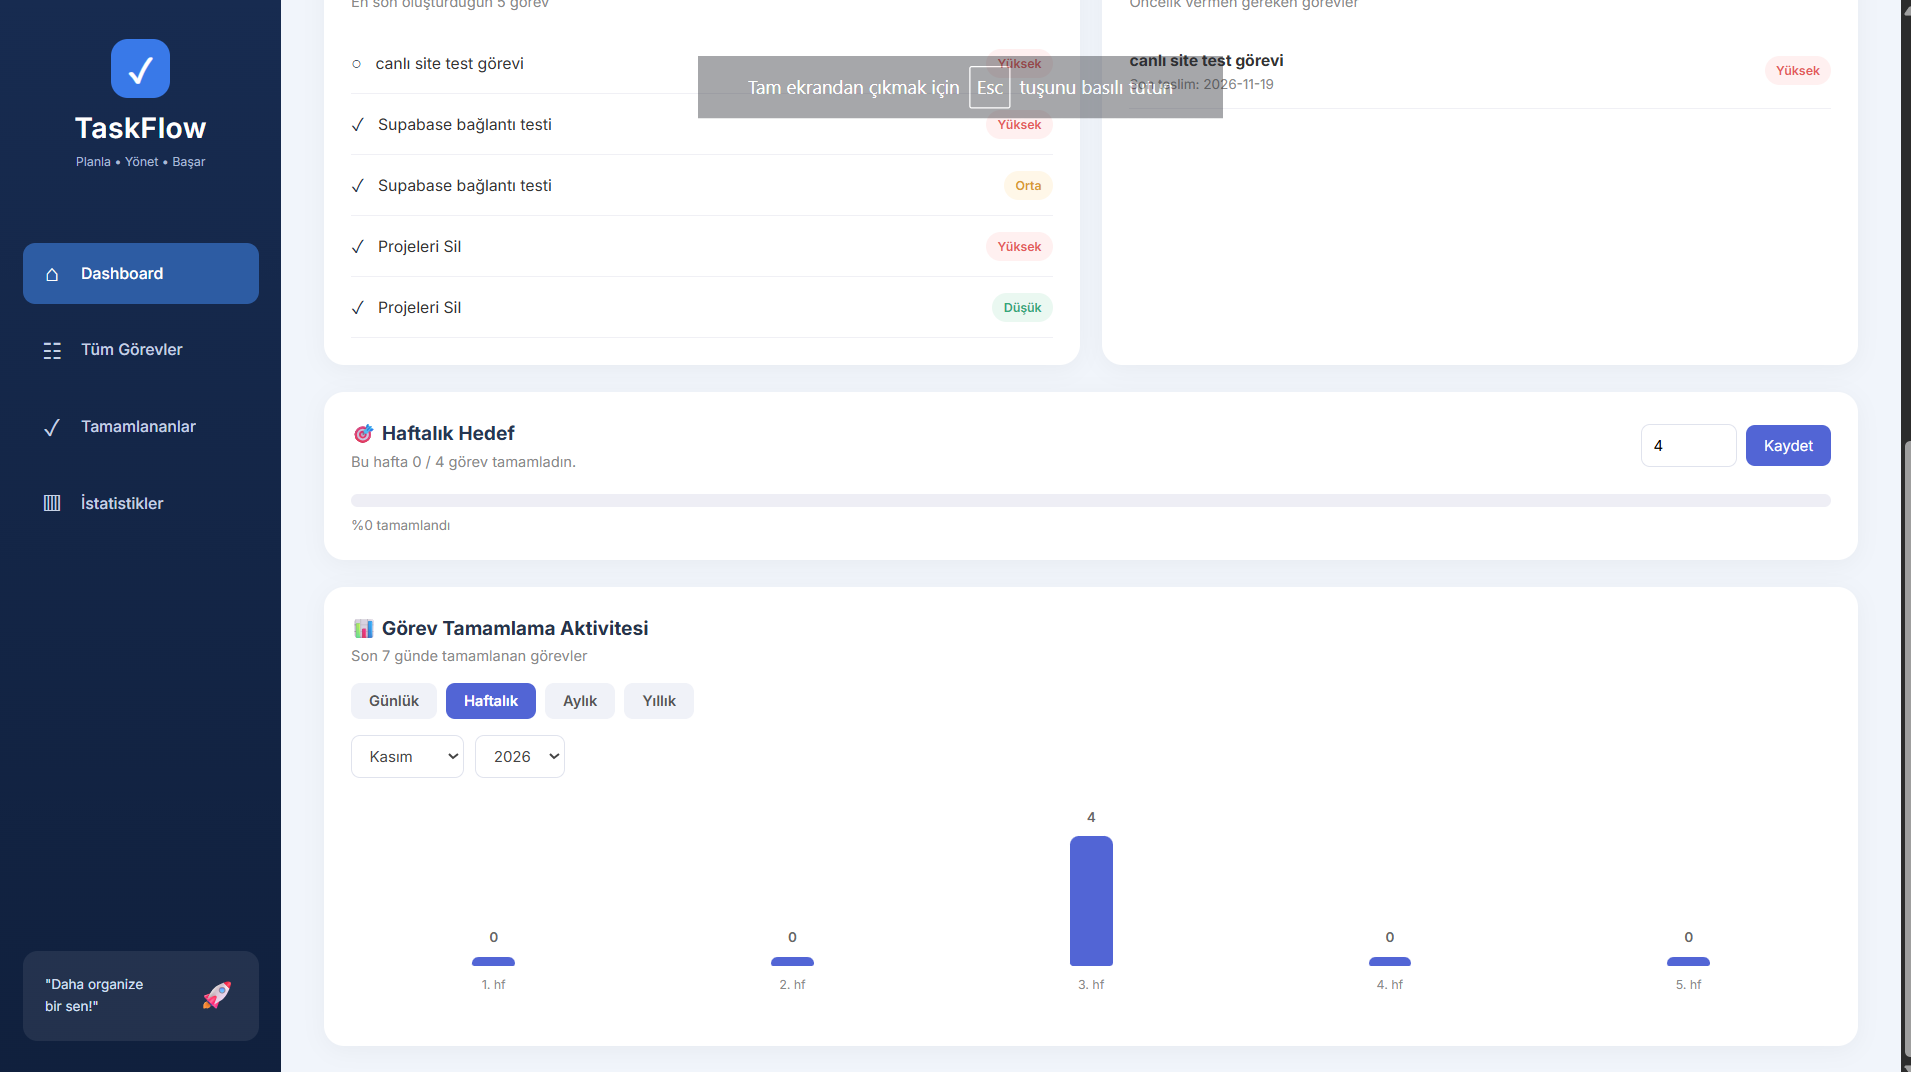 TaskFlow
Planla • Yönet • Başar
Dashboard
Tüm Görevler
Tamamlananlar
İstatistikler
"Daha organize
bir sen!"
En son oluşturduğun 5 görev
canlı site test görevi
Yüksek
Supabase bağlantı testi
Yüksek
Supabase bağlantı testi
Orta
Projeleri Sil
Yüksek
Projeleri Sil
Düşük
Öncelik vermen gereken görevler
canlı site test görevi
Son teslim: 2026-11-19
Yüksek
Tam ekrandan çıkmak için Esc tuşunu basılı tutun
Haftalık Hedef
Bu hafta 0 / 4 görev tamamladın.
4
Kaydet
%0 tamamlandı
Görev Tamamlama Aktivitesi
Son 7 günde tamamlanan görevler
Günlük Haftalık Aylık Yıllık
Kasım 2026
0 0 4 0 0
1. hf 2. hf 3. hf 4. hf 5. hf